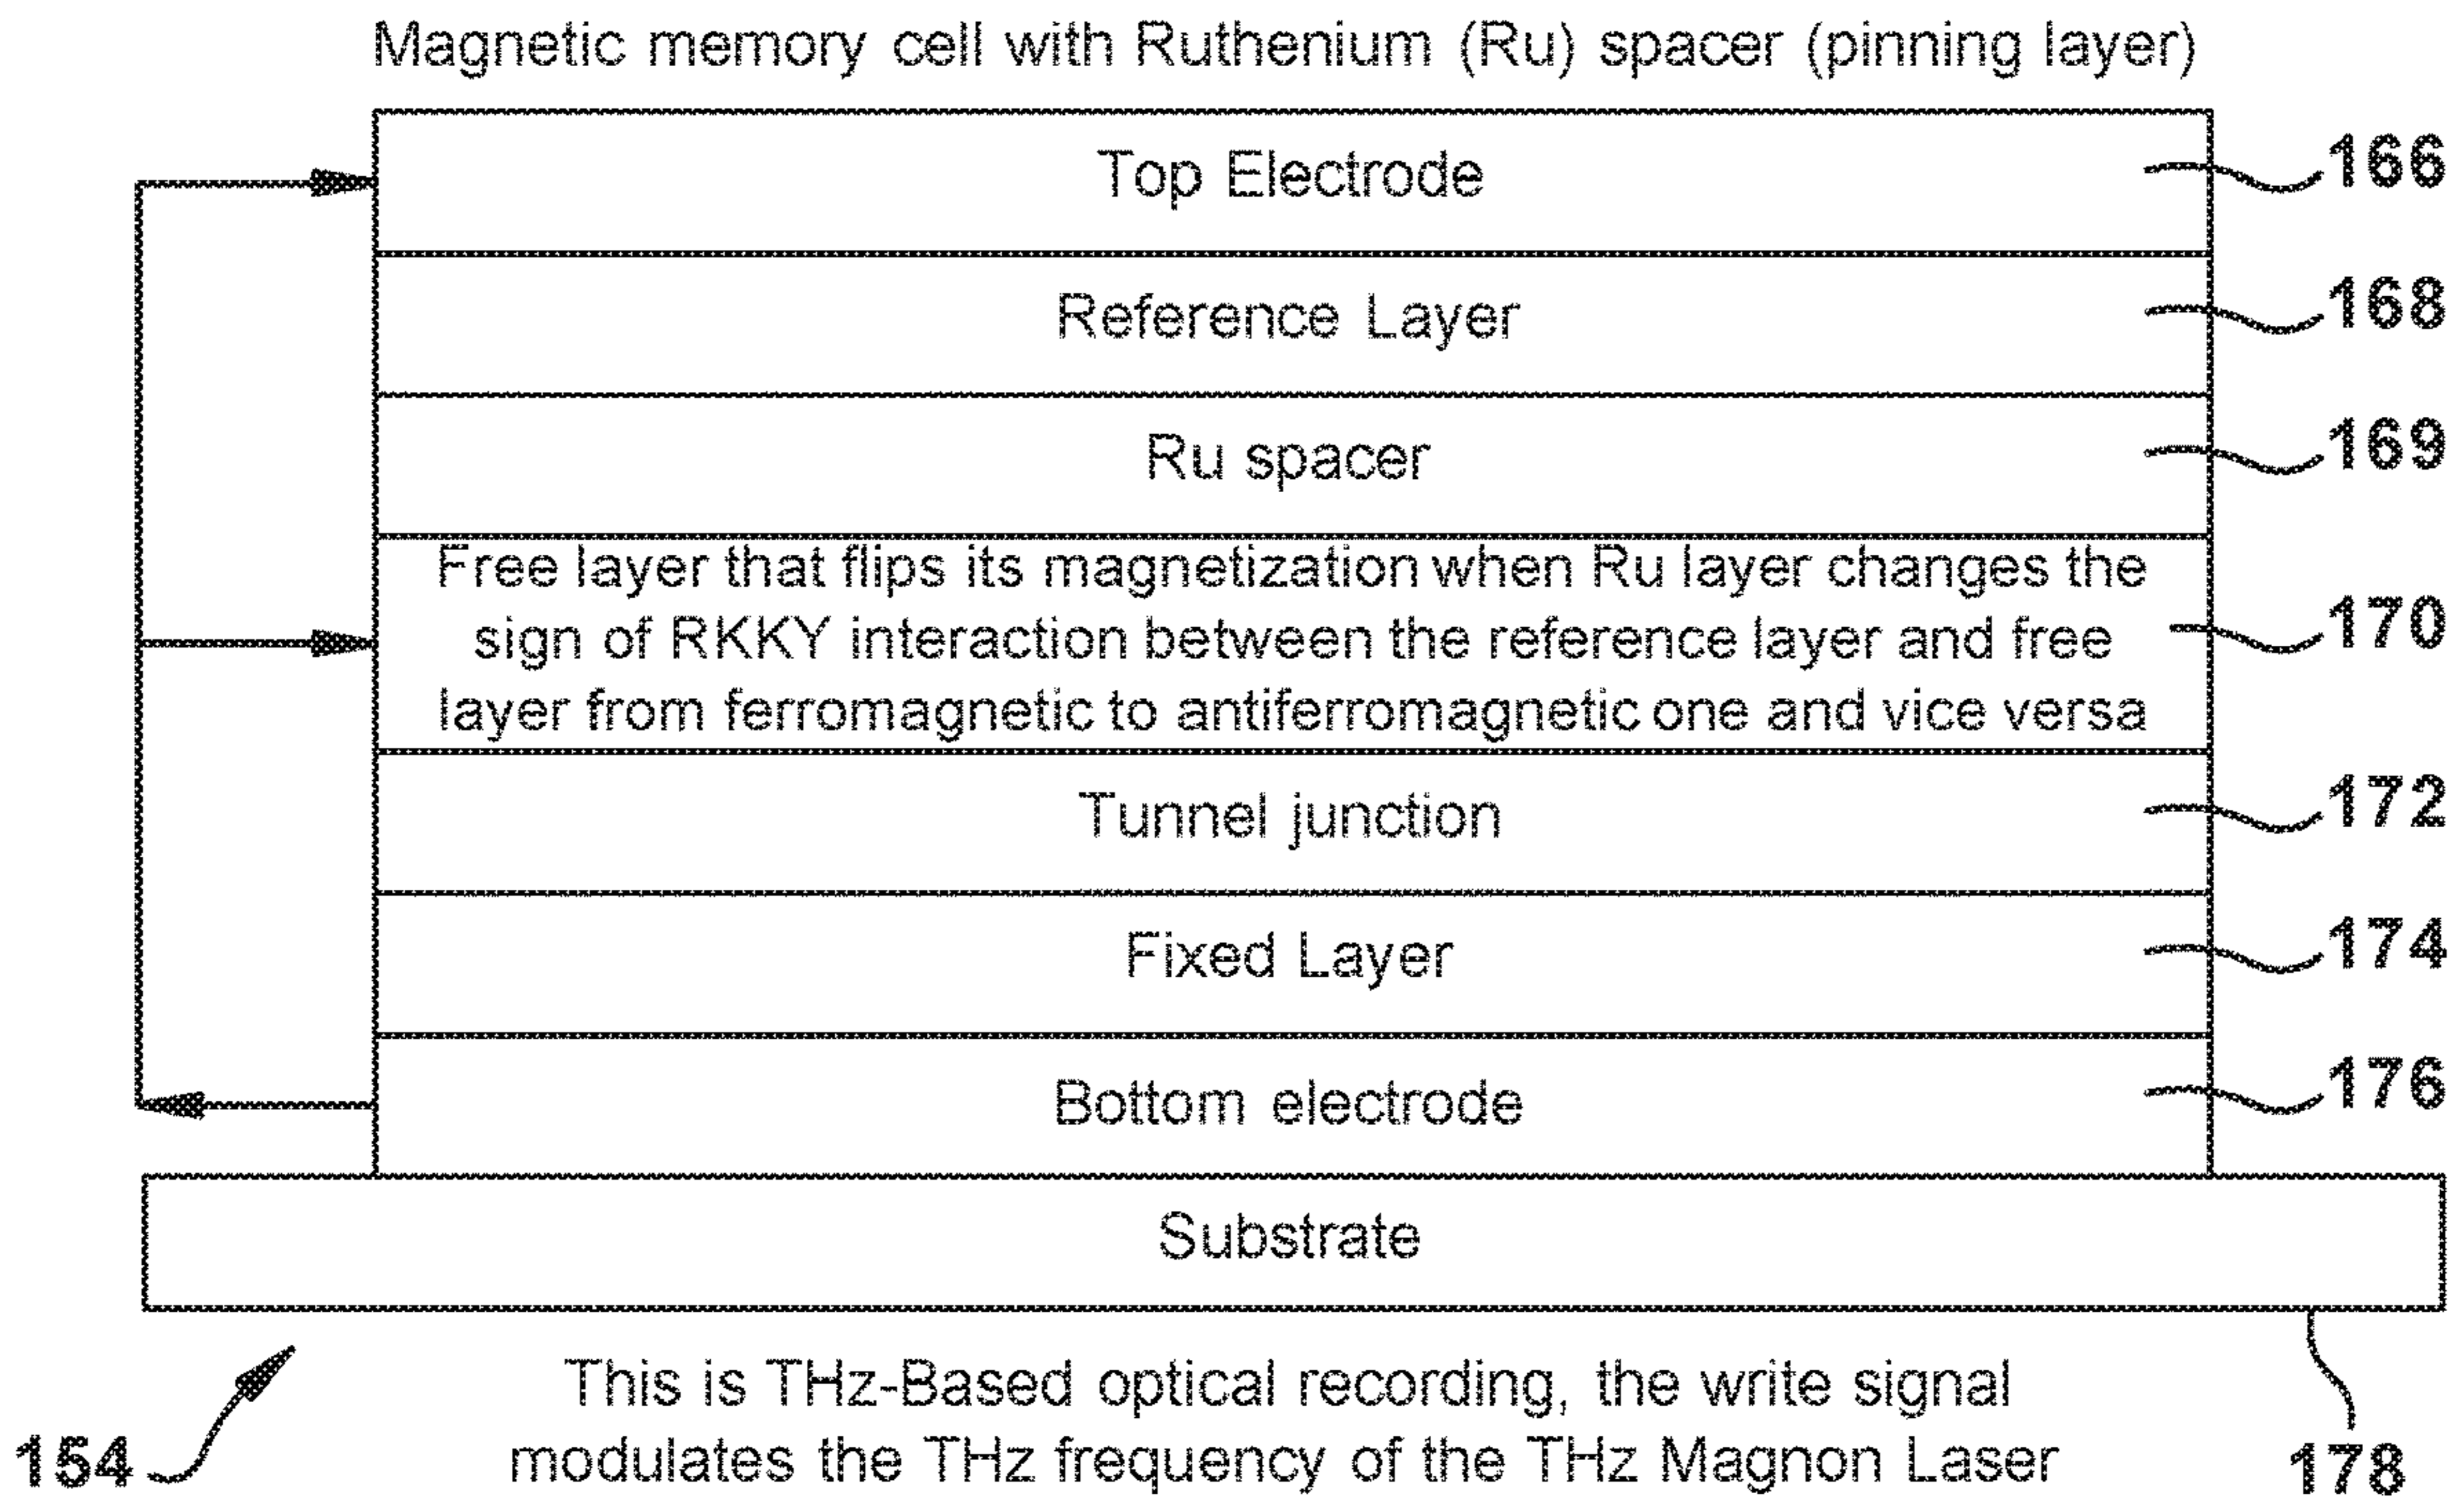 Magnetic memory cell with Ruthenium (Ru) spacer (pinning layer)
Top Electrode
166
Reference Layer
168
Ru spacer
169
Free layer that flips its magnetization when Ru layer changes the
sign of RKKY interaction between the reference layer and free
layer from ferromagnetic to antiferromagnetic one and vice versa
170
Tunnel junction
172
Fixed Layer
174
Bottom electrode
176
Substrate
This is THz-Based optical recording, the write signal
modulates the THz frequency of the THz Magnon Laser
154
178